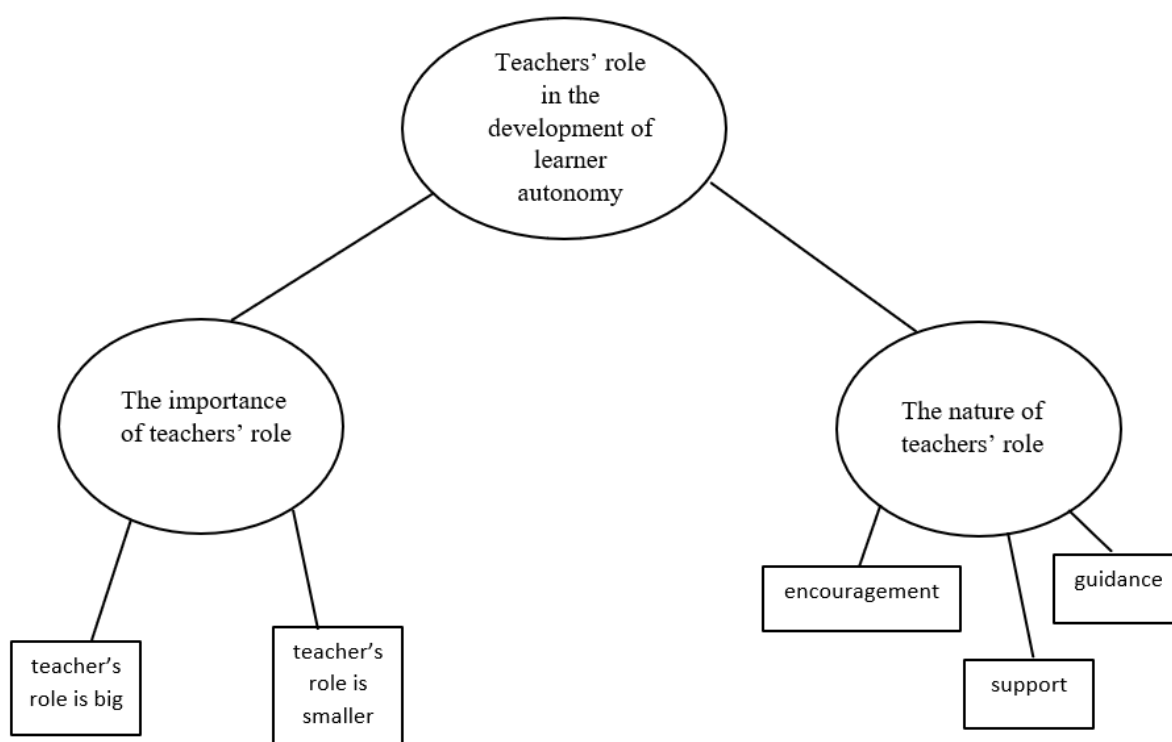 Teachers’ role
in the
development of
learner
autonomy
The importance
of teachers’ role
The nature of
teachers’ role
teacher’s
role is big
teacher’s
role is
smaller
encouragement
support
guidance